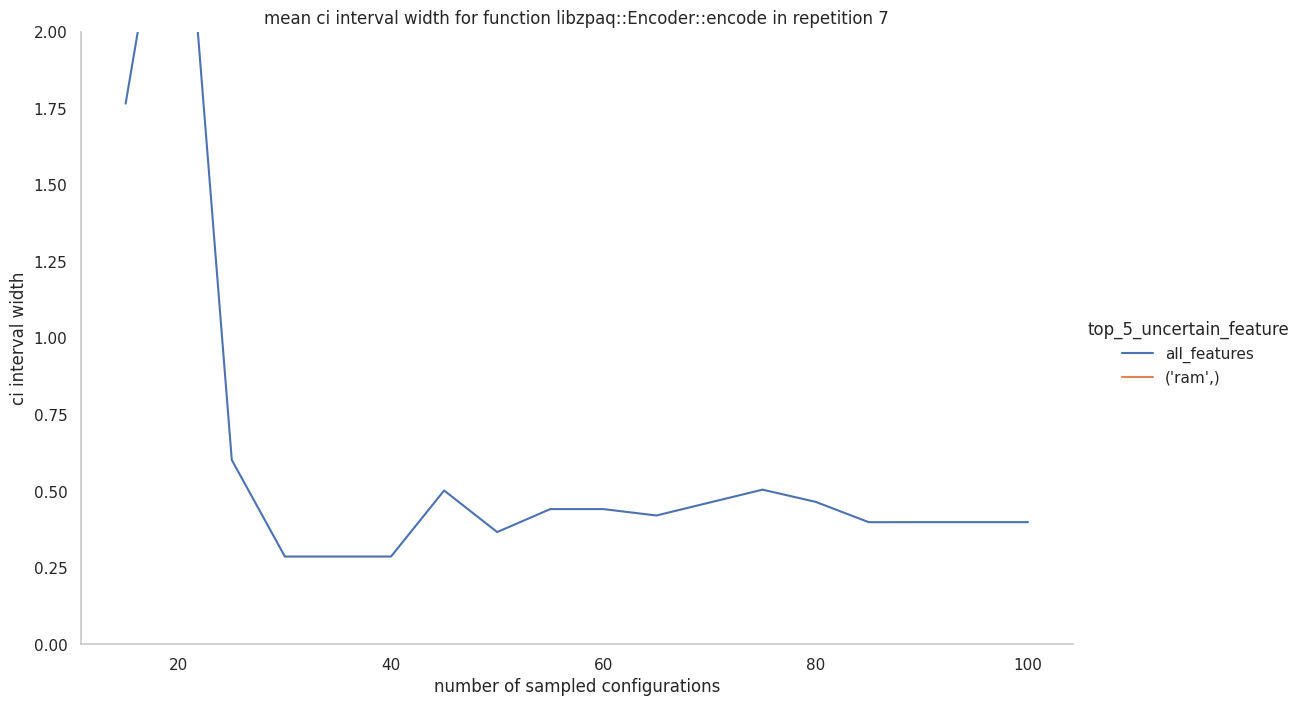 mean ci interval width for function libzpaq::Encoder::encode in repetition 7
2.00
1.75
1.50
1.25
1.00
0.75
0.50
0.25
0.00
ci interval width
20
40
60
80
100
number of sampled configurations
top_5_uncertain_feature
all_features
('ram',)